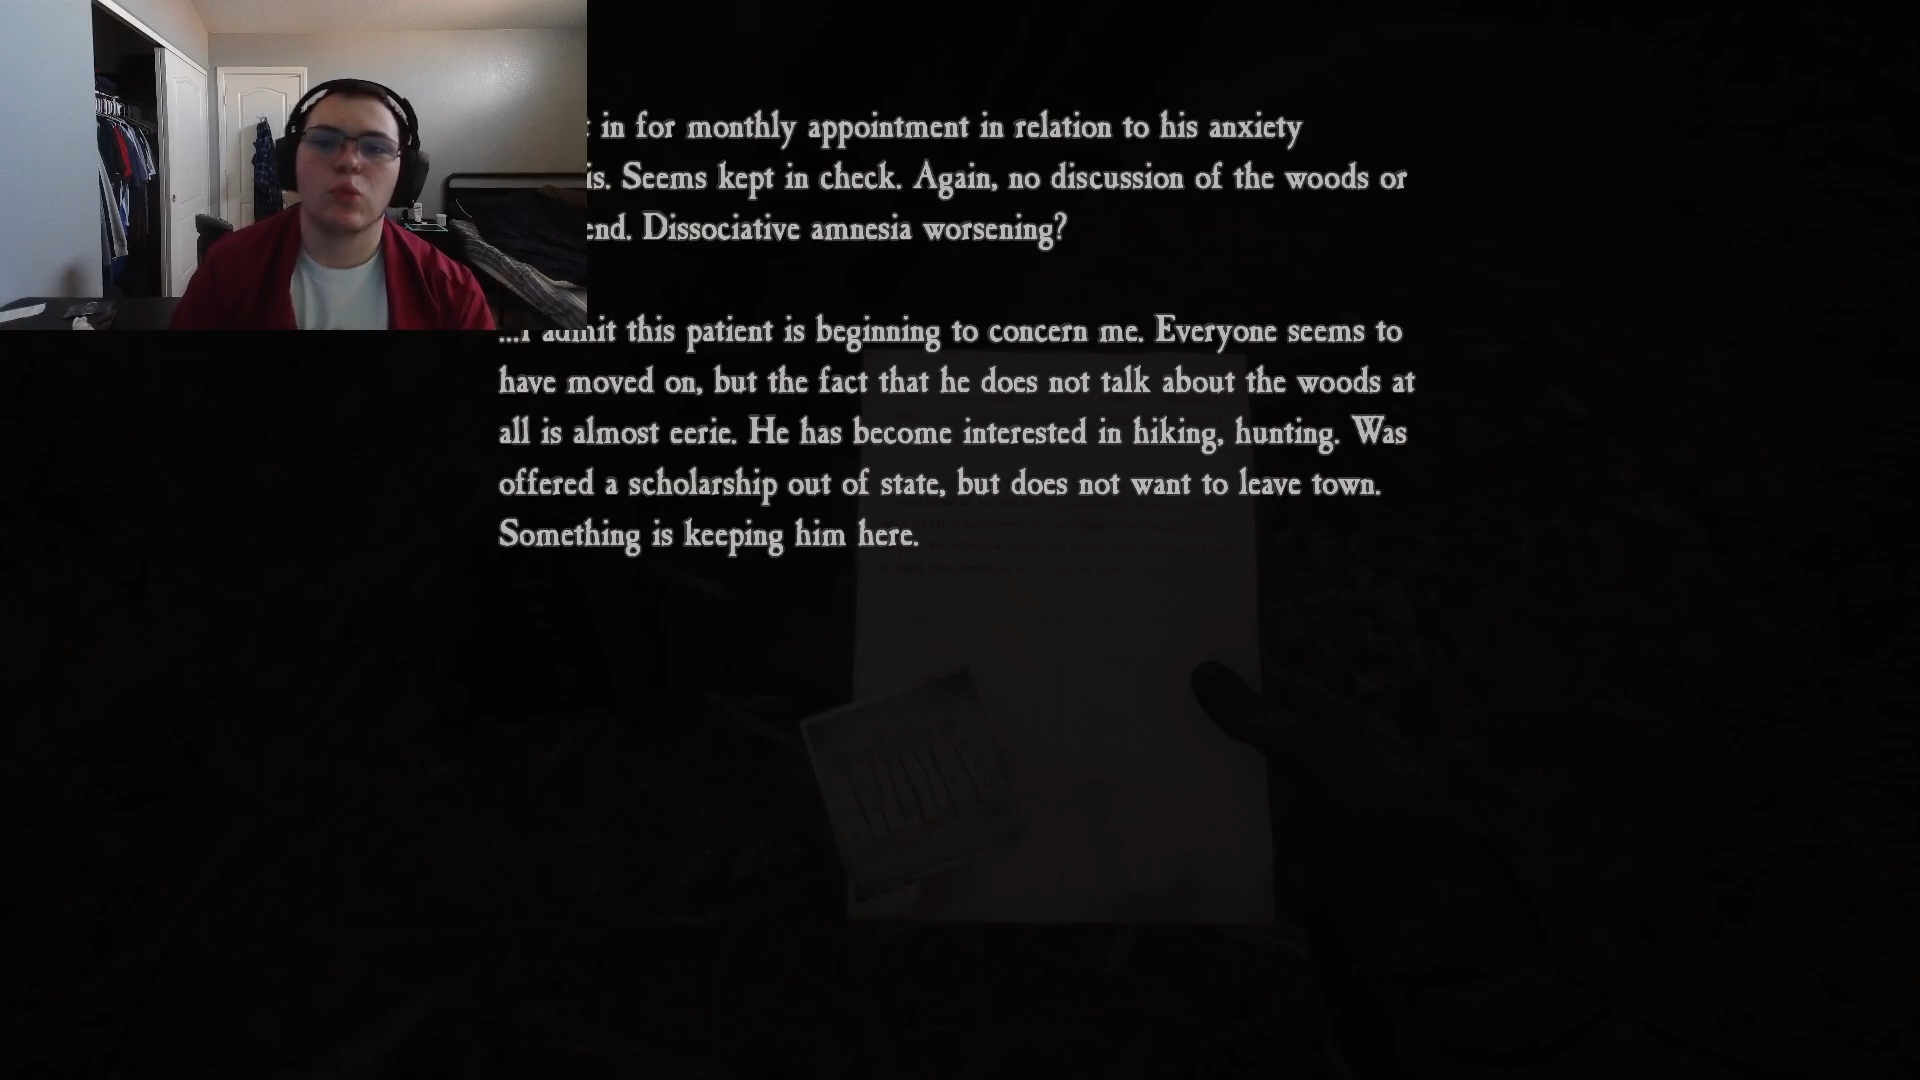 in for monthly appointment in relation to his anxiety
is. Seems kept in check. Again, no discussion of the woods or
end. Dissociative amnesia worsening?
...I admit this patient is beginning to concern me. Everyone seems to
have moved on, but the fact that he does not talk about the woods at
all is almost eerie. He has become interested in hiking, hunting. Was
offered a scholarship out of state, but does not want to leave town.
Something is keeping him here.